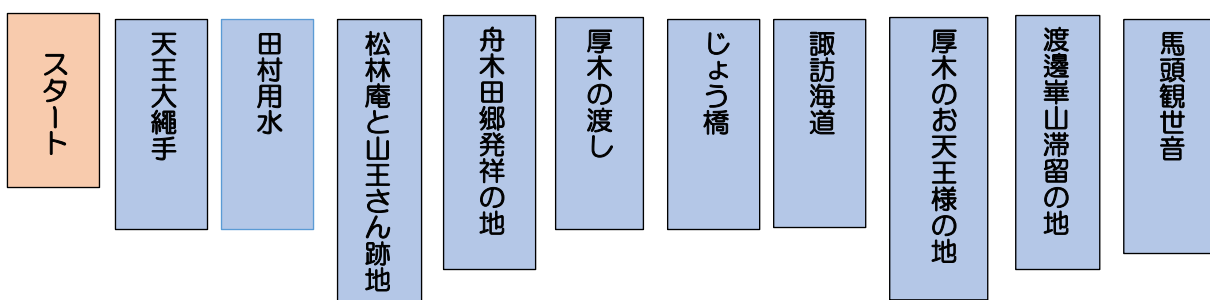 スタート
天王大縄手
田村用水
松林庵と山王さん跡地
舟木田郷発祥の地
厚木の渡し
じょう橋
諏訪海道
厚木のお天王様の地
渡邊崋山滞留の地
馬頭観世音